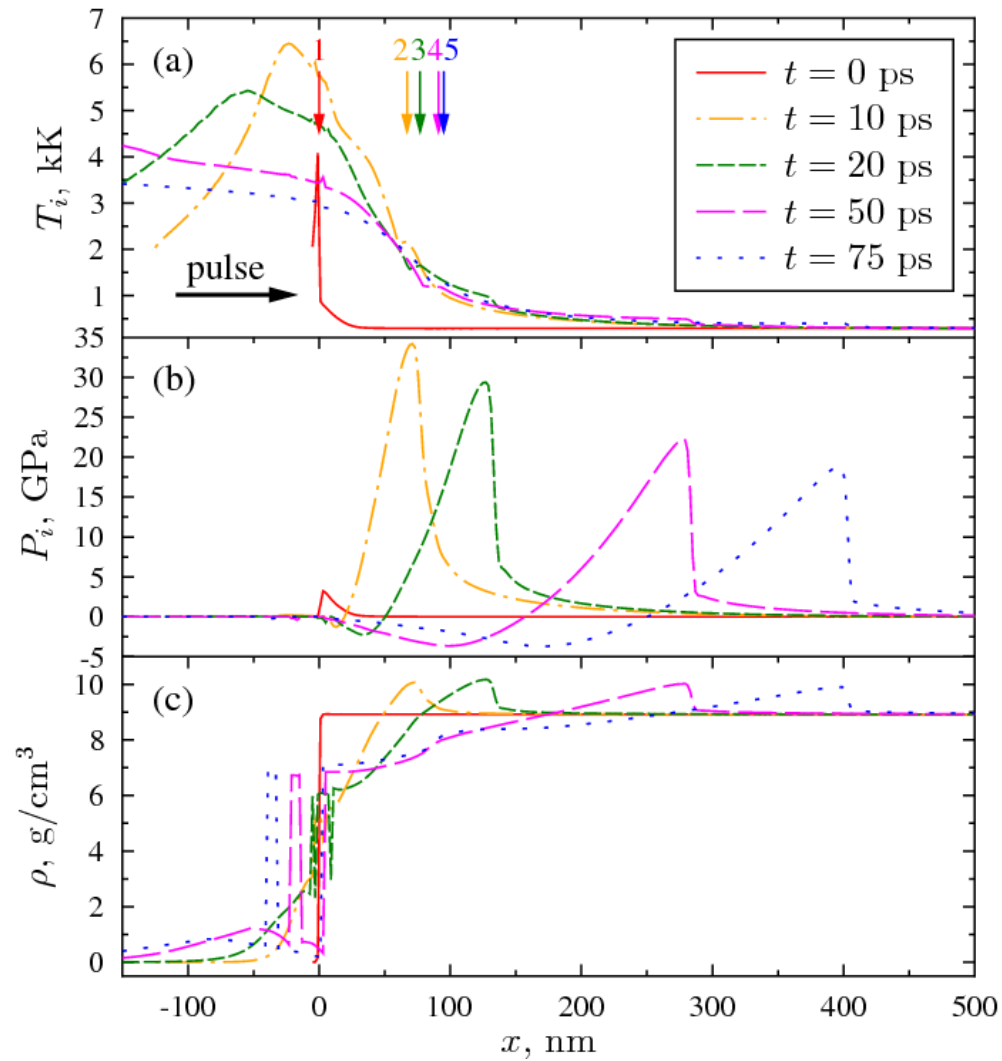 (a)
1
2 3 4 5
t = 0 ps
t = 10 ps
t = 20 ps
t = 50 ps
t = 75 ps
pulse
T_i, kK
7
6
5
4
3
2
1
(b)
P_i, GPa
35
30
25
20
15
10
5
0
-5
(c)
ρ, g/cm³
10
8
6
4
2
0
-100 0 100 200 300 400 500
x, nm